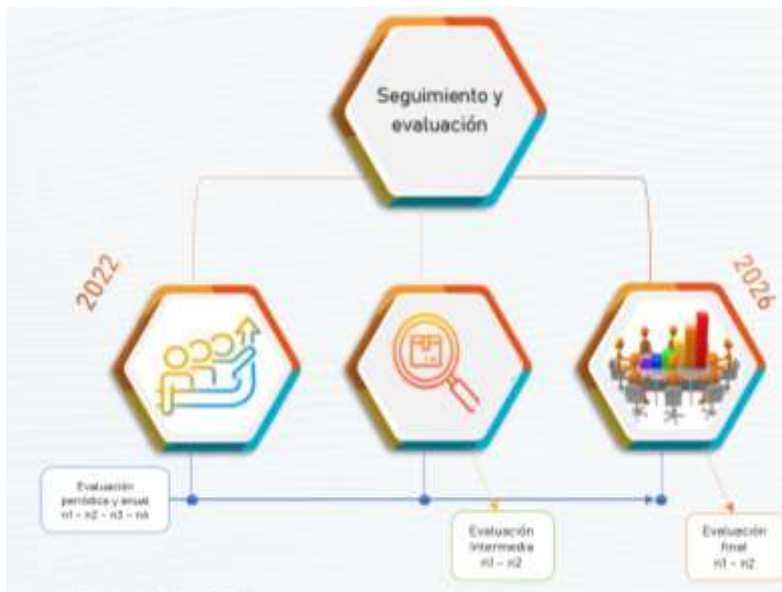 Seguimiento y
evaluación
2022
2026
Evaluación
periódica y anual
n1 - n2 - n3 - n4
Evaluación
Intermedia
n1 - n2
Evaluación
final
n1 - n2